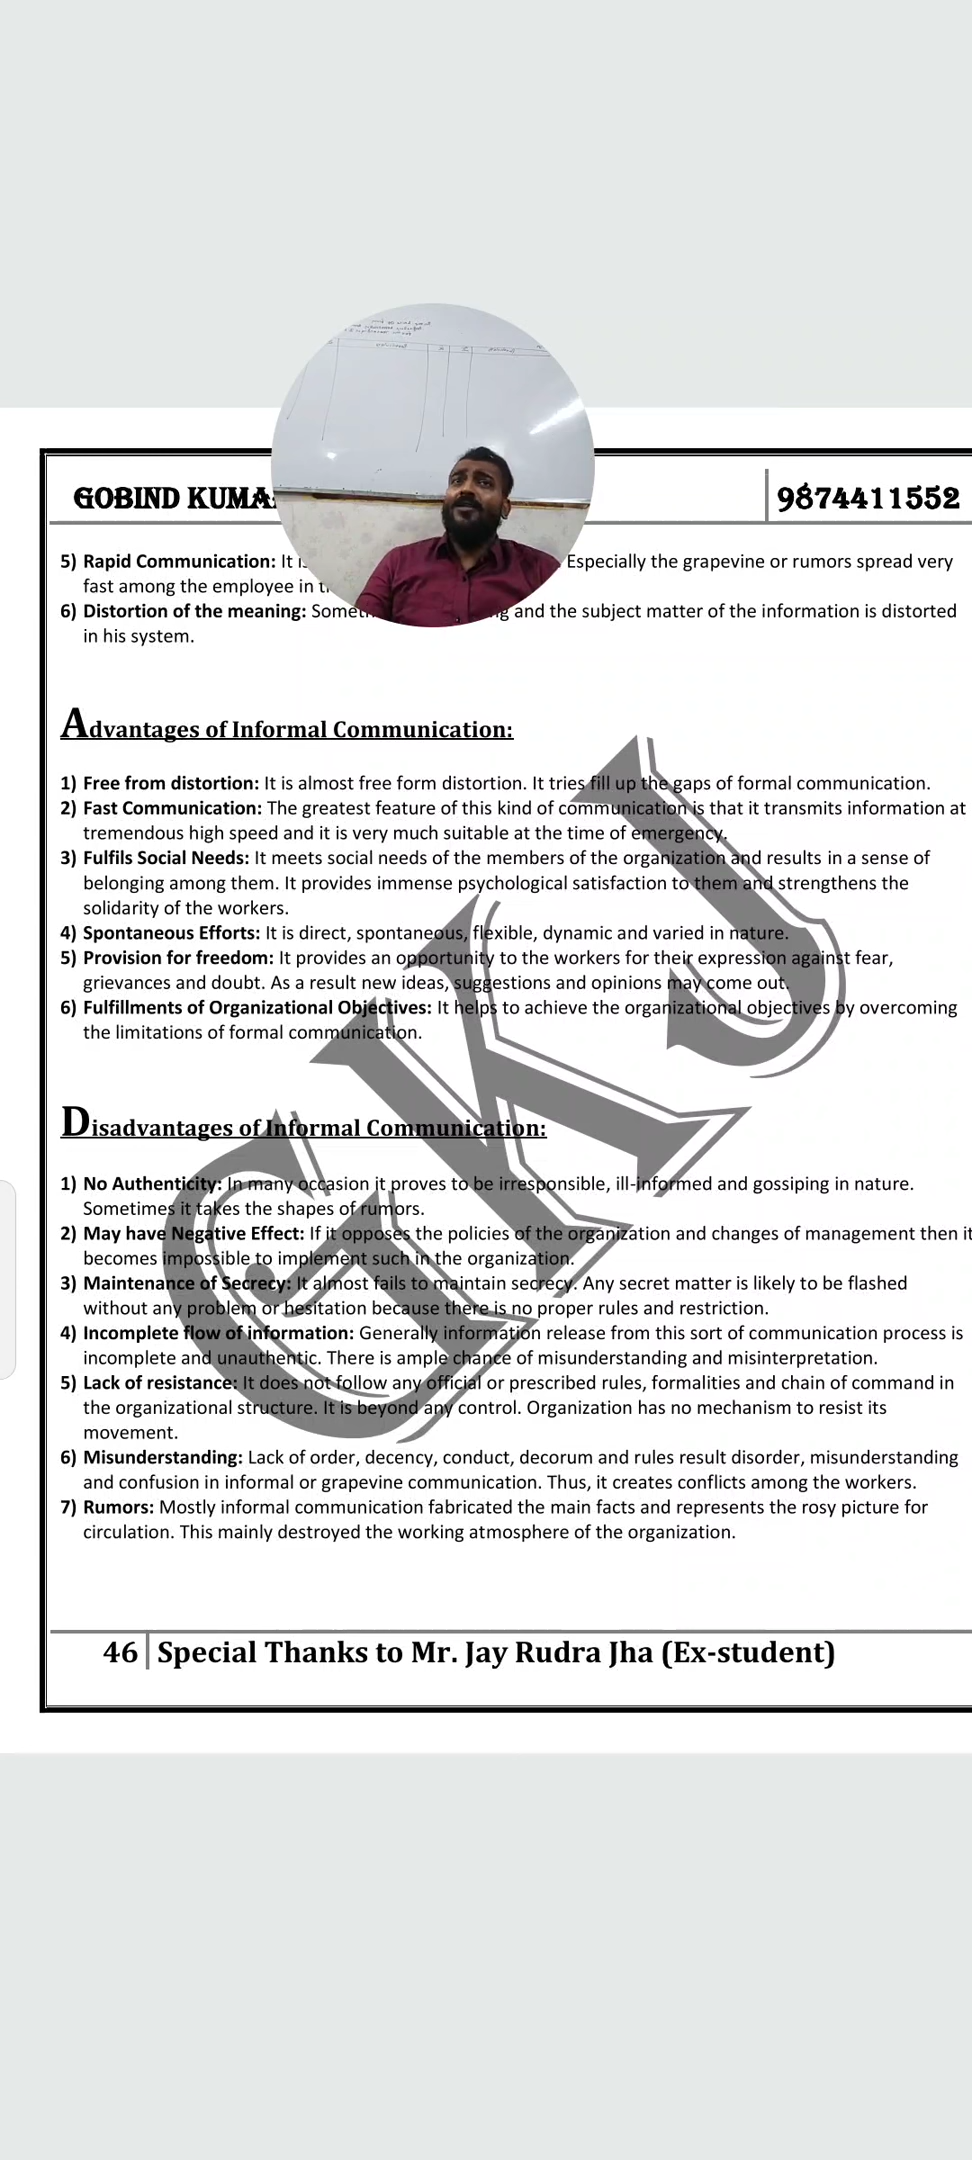 GOBIND KUMA
9874411552
5) Rapid Communication: It is Especially the grapevine or rumors spread very
fast among the employee in
6) Distortion of the meaning: and the subject matter of the information is distorted
in his system.
Advantages of Informal Communication:
1) Free from distortion: It is almost free form distortion. It tries fill up the gaps of formal communication.
2) Fast Communication: The greatest feature of this kind of communication is that it transmits information at
tremendous high speed and it is very much suitable at the time of emergency.
3) Fulfils Social Needs: It meets social needs of the members of the organization and results in a sense of
belonging among them. It provides immense psychological satisfaction to them and strengthens the
solidarity of the workers.
4) Spontaneous Efforts: It is direct, spontaneous, flexible, dynamic and varied in nature.
5) Provision for freedom: It provides an opportunity to the workers for their expression against fear,
grievances and doubt. As a result new ideas, suggestions and opinions may come out.
6) Fulfillments of Organizational Objectives: It helps to achieve the organizational objectives by overcoming
the limitations of formal communication.
Disadvantages of Informal Communication:
1) No Authenticity: In many occasion it proves to be irresponsible, ill-informed and gossiping in nature.
Sometimes it takes the shapes of rumors.
2) May have Negative Effect: If it opposes the policies of the organization and changes of management then it
becomes impossible to implement such in the organization.
3) Maintenance of Secrecy: It almost fails to maintain secrecy. Any secret matter is likely to be flashed
without any problem or hesitation because there is no proper rules and restriction.
4) Incomplete flow of information: Generally information release from this sort of communication process is
incomplete and unauthentic. There is ample chance of misunderstanding and misinterpretation.
5) Lack of resistance: It does not follow any official or prescribed rules, formalities and chain of command in
the organizational structure. It is beyond any control. Organization has no mechanism to resist its
movement.
6) Misunderstanding: Lack of order, decency, conduct, decorum and rules result disorder, misunderstanding
and confusion in informal or grapevine communication. Thus, it creates conflicts among the workers.
7) Rumors: Mostly informal communication fabricated the main facts and represents the rosy picture for
circulation. This mainly destroyed the working atmosphere of the organization.
GKJ
46 Special Thanks to Mr. Jay Rudra Jha (Ex-student)